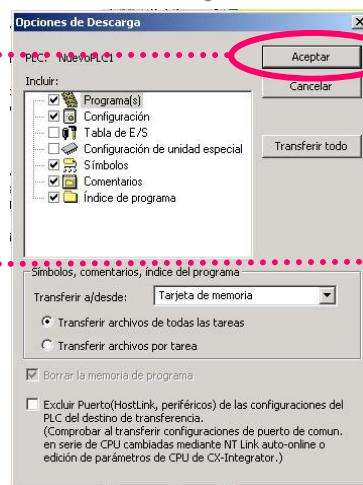 Opciones de Descarga
PLC: NuevoPLC1
Aceptar
Incluir:
Cancelar
Programa(s)
Configuración
Tabla de E/S
Configuración de unidad especial
Transferir todo
Símbolos
Comentarios
Índice de programa
Símbolos, comentarios, índice del programa
Transferir a/desde: Tarjeta de memoria
Transferir archivos de todas las tareas
Transferir archivos por tarea
Borrar la memoria de programa
Excluir Puerto(HostLink, periféricos) de las configuraciones del
PLC del destino de transferencia.
(Comprobar al transferir configuraciones de puerto de comun.
en serie de CPU cambiadas mediante NT Link auto-online o
edición de parámetros de CPU de CX-Integrator.)